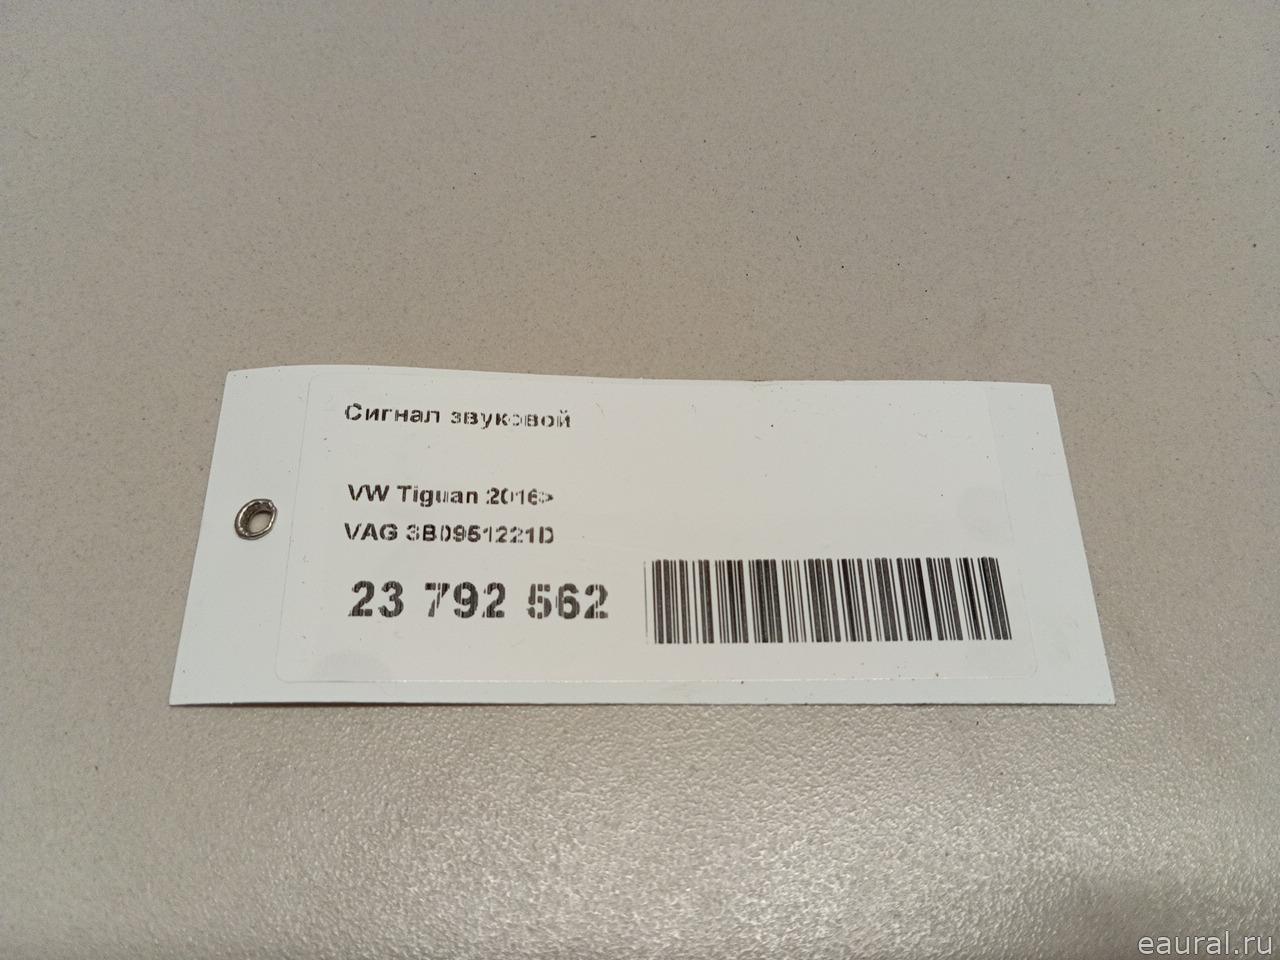 Сигнал звуковой
VW Tiguan 2016>
VAG 3B0951221D
23 792 562
eaural.ru